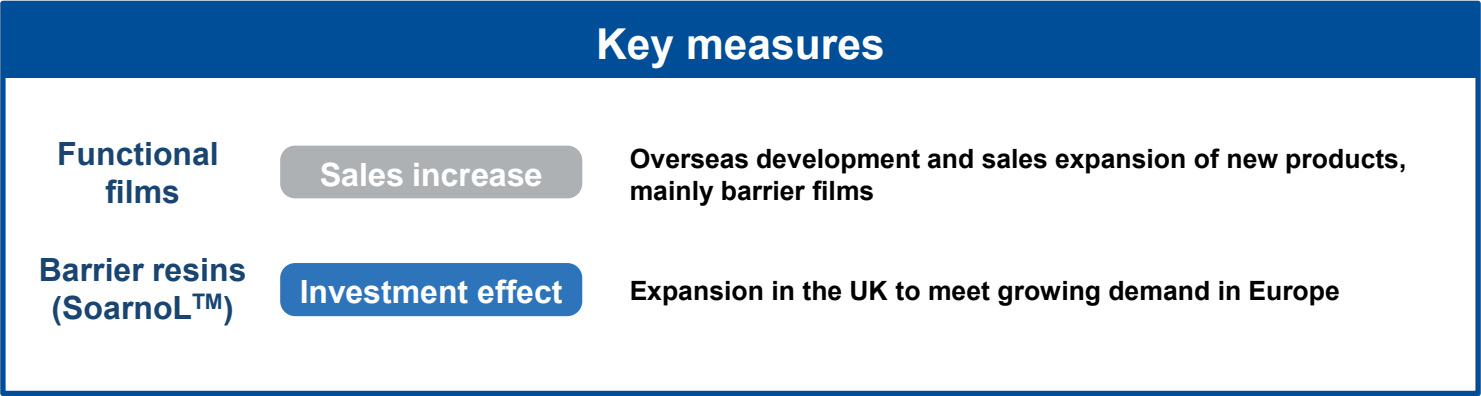 Key measures
Functional
films
Sales increase
Overseas development and sales expansion of new products,
mainly barrier films
Barrier resins
(SoarnoL™)
Investment effect
Expansion in the UK to meet growing demand in Europe